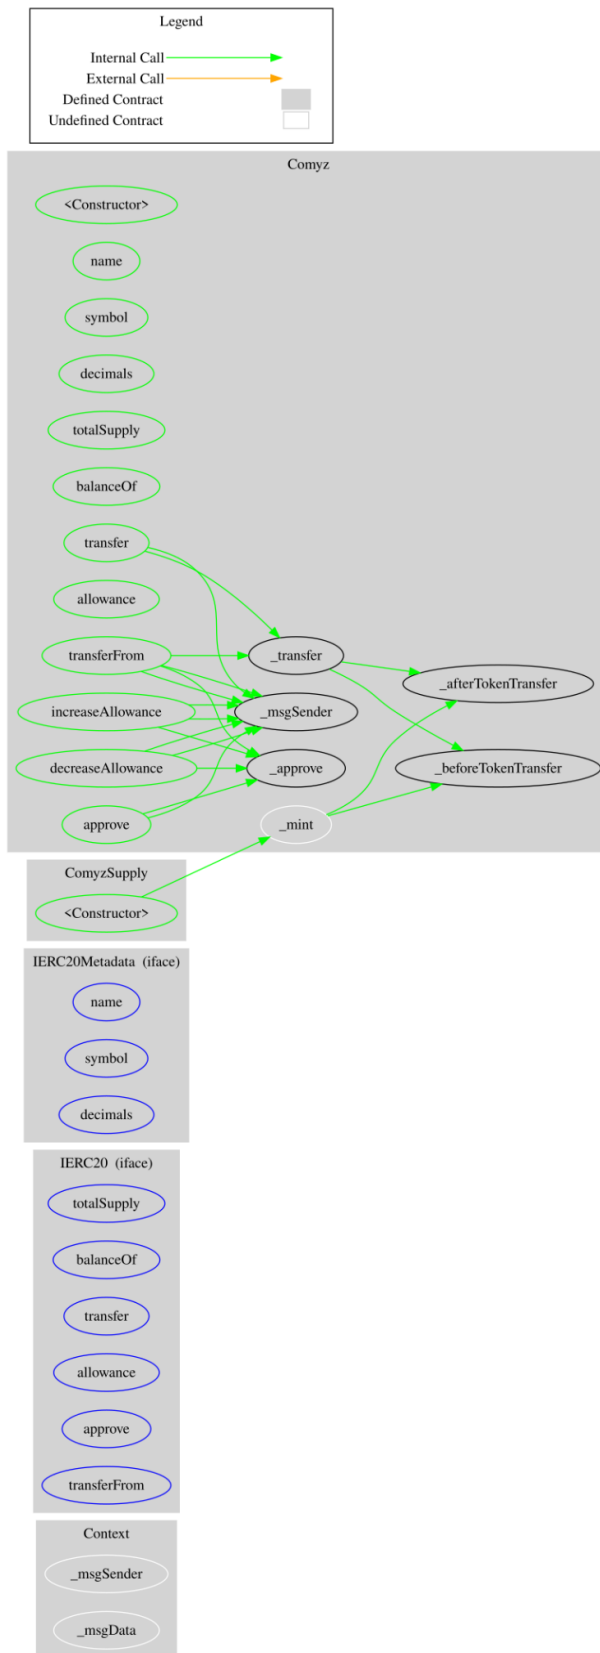 Legend
Internal Call
External Call
Defined Contract
Undefined Contract
Comyz
<Constructor>
name
symbol
decimals
totalSupply
balanceOf
transfer
allowance
transferFrom
_transfer
_afterTokenTransfer
increaseAllowance
_msgSender
decreaseAllowance
_approve
_beforeTokenTransfer
approve
_mint
ComyzSupply
<Constructor>
IERC20Metadata (iface)
name
symbol
decimals
IERC20 (iface)
totalSupply
balanceOf
transfer
allowance
approve
transferFrom
Context
_msgSender
_msgData